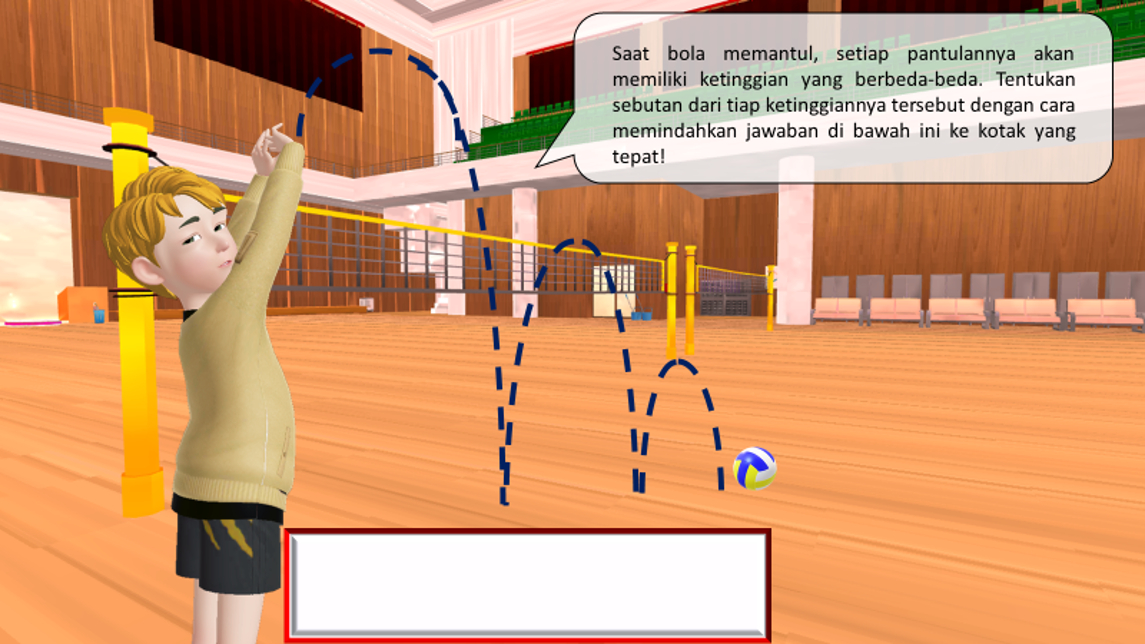 Saat bola memantul, setiap pantulannya akan
memiliki ketinggian yang berbeda-beda. Tentukan
sebutan dari tiap ketinggiannya tersebut dengan cara
memindahkan jawaban di bawah ini ke kotak yang
tepat!